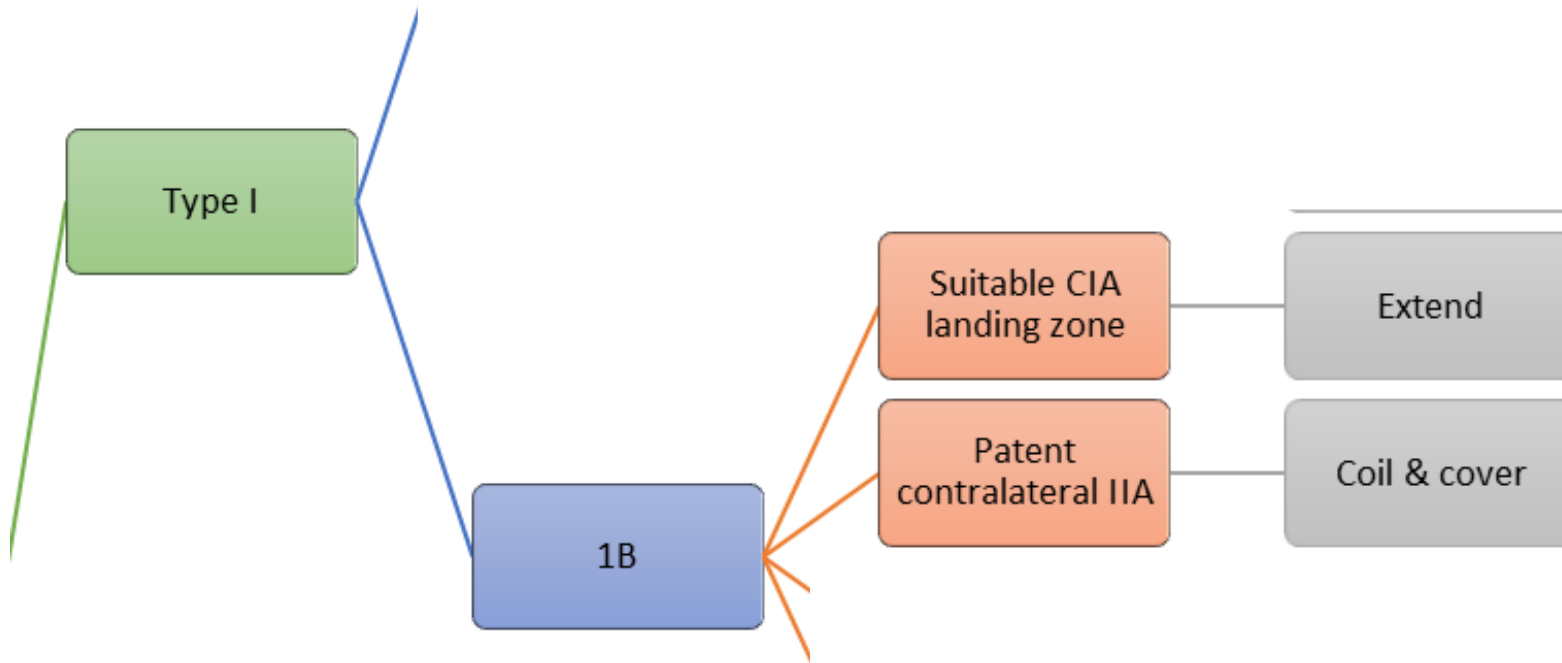 Type I
Suitable CIA
landing zone
Extend
Patent
contralateral IIA
Coil & cover
1B